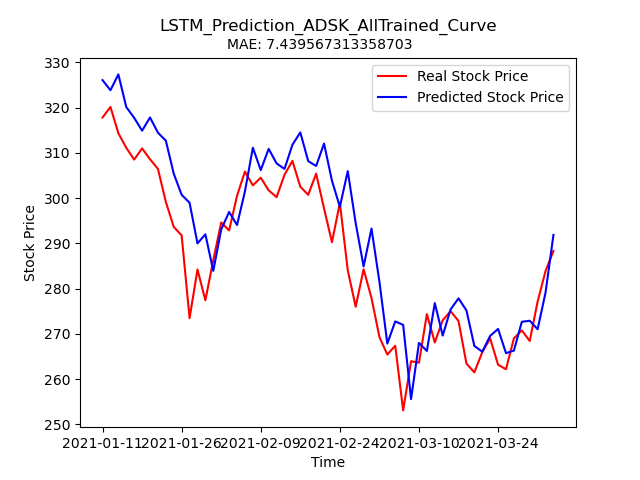 LSTM_Prediction_ADSK_AllTrained_Curve
MAE: 7.439567313358703
Real Stock Price
Predicted Stock Price
Stock Price
330
320
310
300
290
280
270
260
250
2021-01-11 2021-01-26 2021-02-09 2021-02-24 2021-03-10 2021-03-24
Time